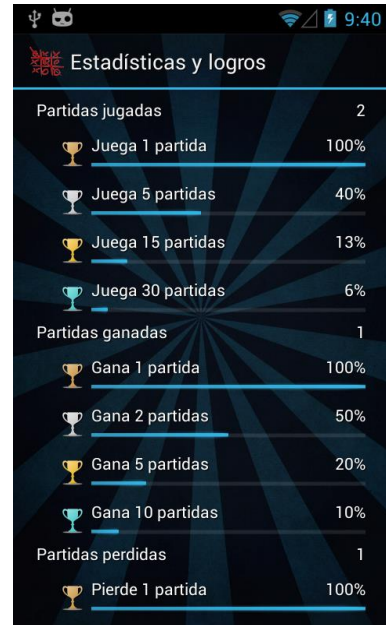 9:40
Estadísticas y logros
Partidas jugadas 2
Juega 1 partida 100%
Juega 5 partidas 40%
Juega 15 partidas 13%
Juega 30 partidas 6%
Partidas ganadas 1
Gana 1 partida 100%
Gana 2 partidas 50%
Gana 5 partidas 20%
Gana 10 partidas 10%
Partidas perdidas 1
Pierde 1 partida 100%